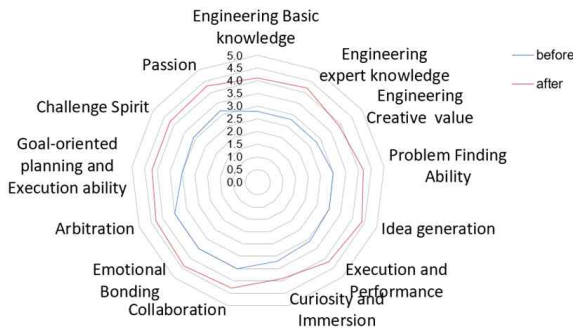 Engineering Basic
knowledge
Engineering
expert knowledge
Engineering
Creative value
Problem Finding
Ability
Idea generation
Execution and
Performance
Curiosity and
Immersion
Collaboration
Emotional
Bonding
Arbitration
Goal-oriented
planning and
Execution ability
Challenge Spirit
Passion
5.0
4.5
4.0
3.5
3.0
2.5
2.0
1.5
1.0
0.5
0.0
before
after